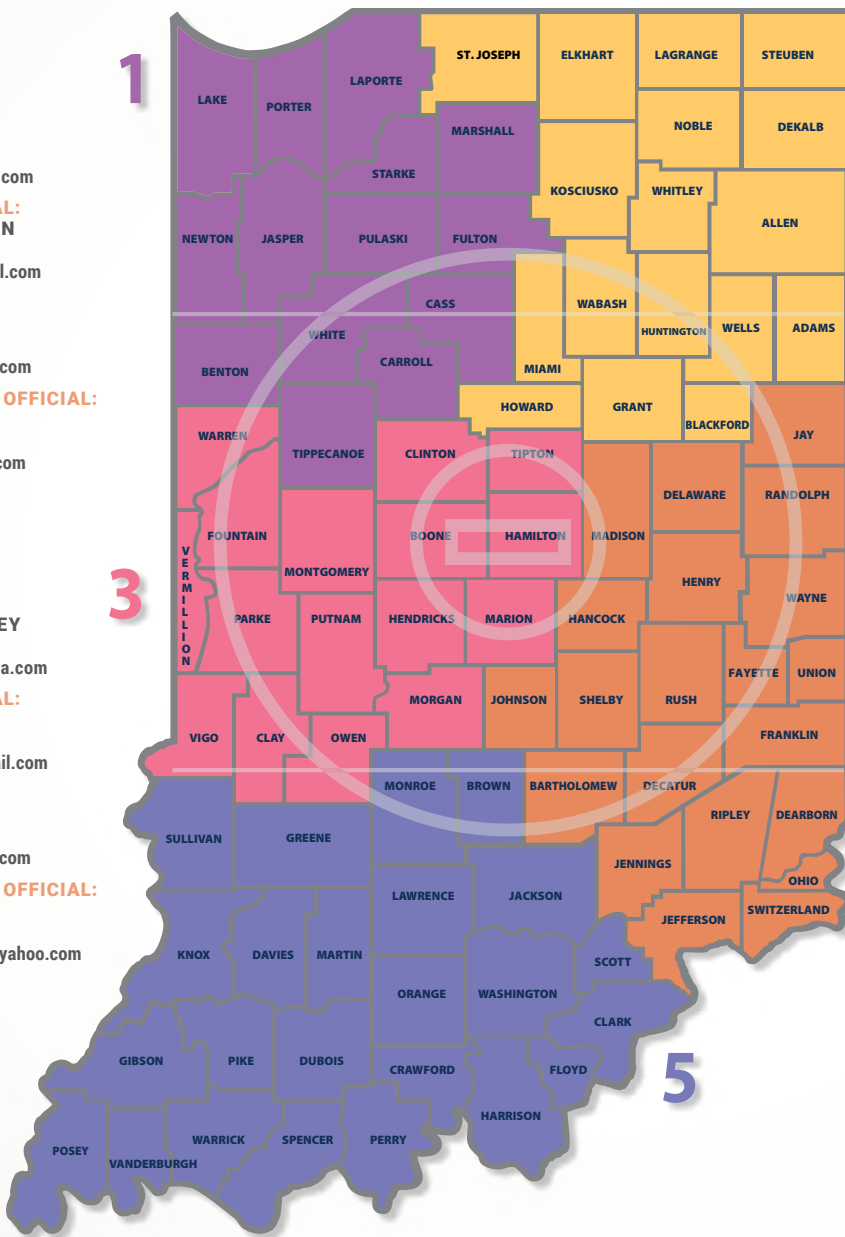 1
ST. JOSEPH
ELKHART
LAGRANGE
STEUBEN
LAKE
PORTER
LAPORTE
NOBLE
DEKALB
MARSHALL
STARKE
KOSCIUSKO
WHITLEY
ALLEN
NEWTON
JASPER
PULASKI
FULTON
CASS
WABASH
HUNTINGTON
WELLS
ADAMS
WHITE
BENTON
CARROLL
MIAMI
HOWARD
GRANT
BLACKFORD
JAY
WARREN
TIPPECANOE
CLINTON
TIPTON
DELAWARE
RANDOLPH
FOUNTAIN
BOONE
HAMILTON
MADISON
VERMILLION
MONTGOMERY
HENRY
WAYNE
3
PARKE
PUTNAM
HENDRICKS
MARION
HANCOCK
FAYETTE
UNION
MORGAN
JOHNSON
SHELBY
RUSH
VIGO
CLAY
OWEN
FRANKLIN
MONROE
BROWN
BARTHOLOMEW
DECATUR
RIPLEY
DEARBORN
SULLIVAN
GREENE
JENNINGS
OHIO
LAWRENCE
JACKSON
JEFFERSON
SWITZERLAND
KNOX
DAVIES
MARTIN
SCOTT
ORANGE
WASHINGTON
CLARK
GIBSON
PIKE
DUBOIS
CRAWFORD
FLOYD
5
HARRISON
POSEY
VANDERBURGH
WARRICK
SPENCER
PERRY
.com
AL:
N
l.com
.com
OFFICIAL:
.com
EY
a.com
AL:
ail.com
.com
OFFICIAL:
yahoo.com